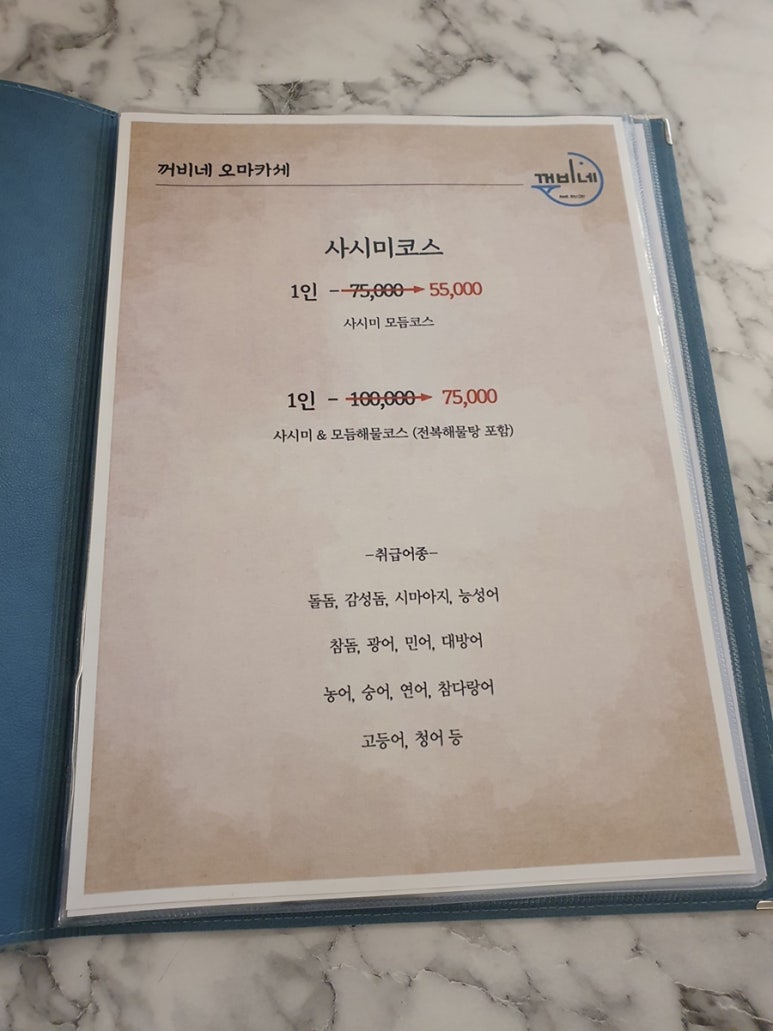 꺼비네 오마카세
꺼비네
사시미코스
1인 - 75,000 → 55,000
사시미 모듬코스
1인 - 100,000 → 75,000
사시미 & 모듬해물코스 (전복해물탕 포함)
-취급어종-
돌돔, 감성돔, 시마아지, 능성어
참돔, 광어, 민어, 대방어
농어, 숭어, 연어, 참다랑어
고등어, 청어 등